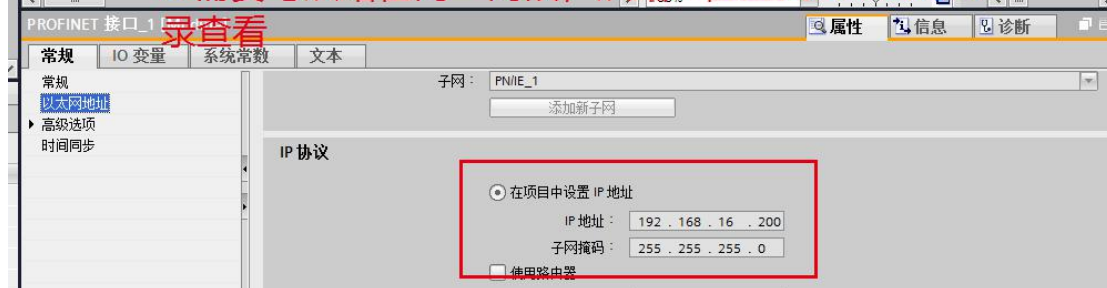 PROFINET 接口_1
录查看
属性 信息 诊断
常规 IO 变量 系统常数 文本
常规
以太网地址
高级选项
时间同步
子网：
PN/IE_1
添加新子网
IP 协议
在项目中设置 IP 地址
IP 地址： 192 . 168 . 16 . 200
子网掩码： 255 . 255 . 255 . 0
使用路由器